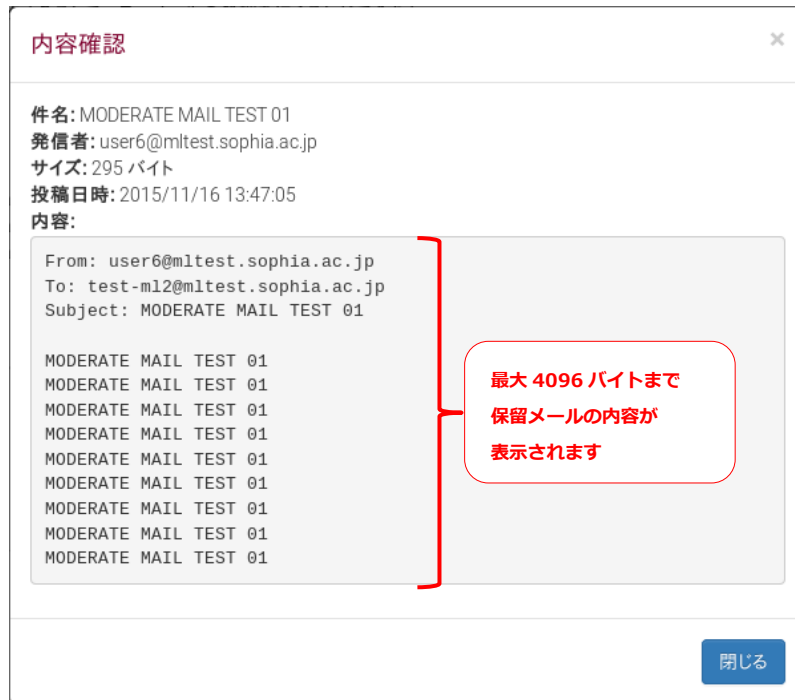 内容確認
×
件名: MODERATE MAIL TEST 01
発信者: user6@mltest.sophia.ac.jp
サイズ: 295 バイト
投稿日時: 2015/11/16 13:47:05
内容:
From: user6@mltest.sophia.ac.jp
To: test-ml2@mltest.sophia.ac.jp
Subject: MODERATE MAIL TEST 01
MODERATE MAIL TEST 01
MODERATE MAIL TEST 01
MODERATE MAIL TEST 01
MODERATE MAIL TEST 01
MODERATE MAIL TEST 01
MODERATE MAIL TEST 01
MODERATE MAIL TEST 01
MODERATE MAIL TEST 01
MODERATE MAIL TEST 01
最大 4096 バイトまで
保留メールの内容が
表示されます
閉じる